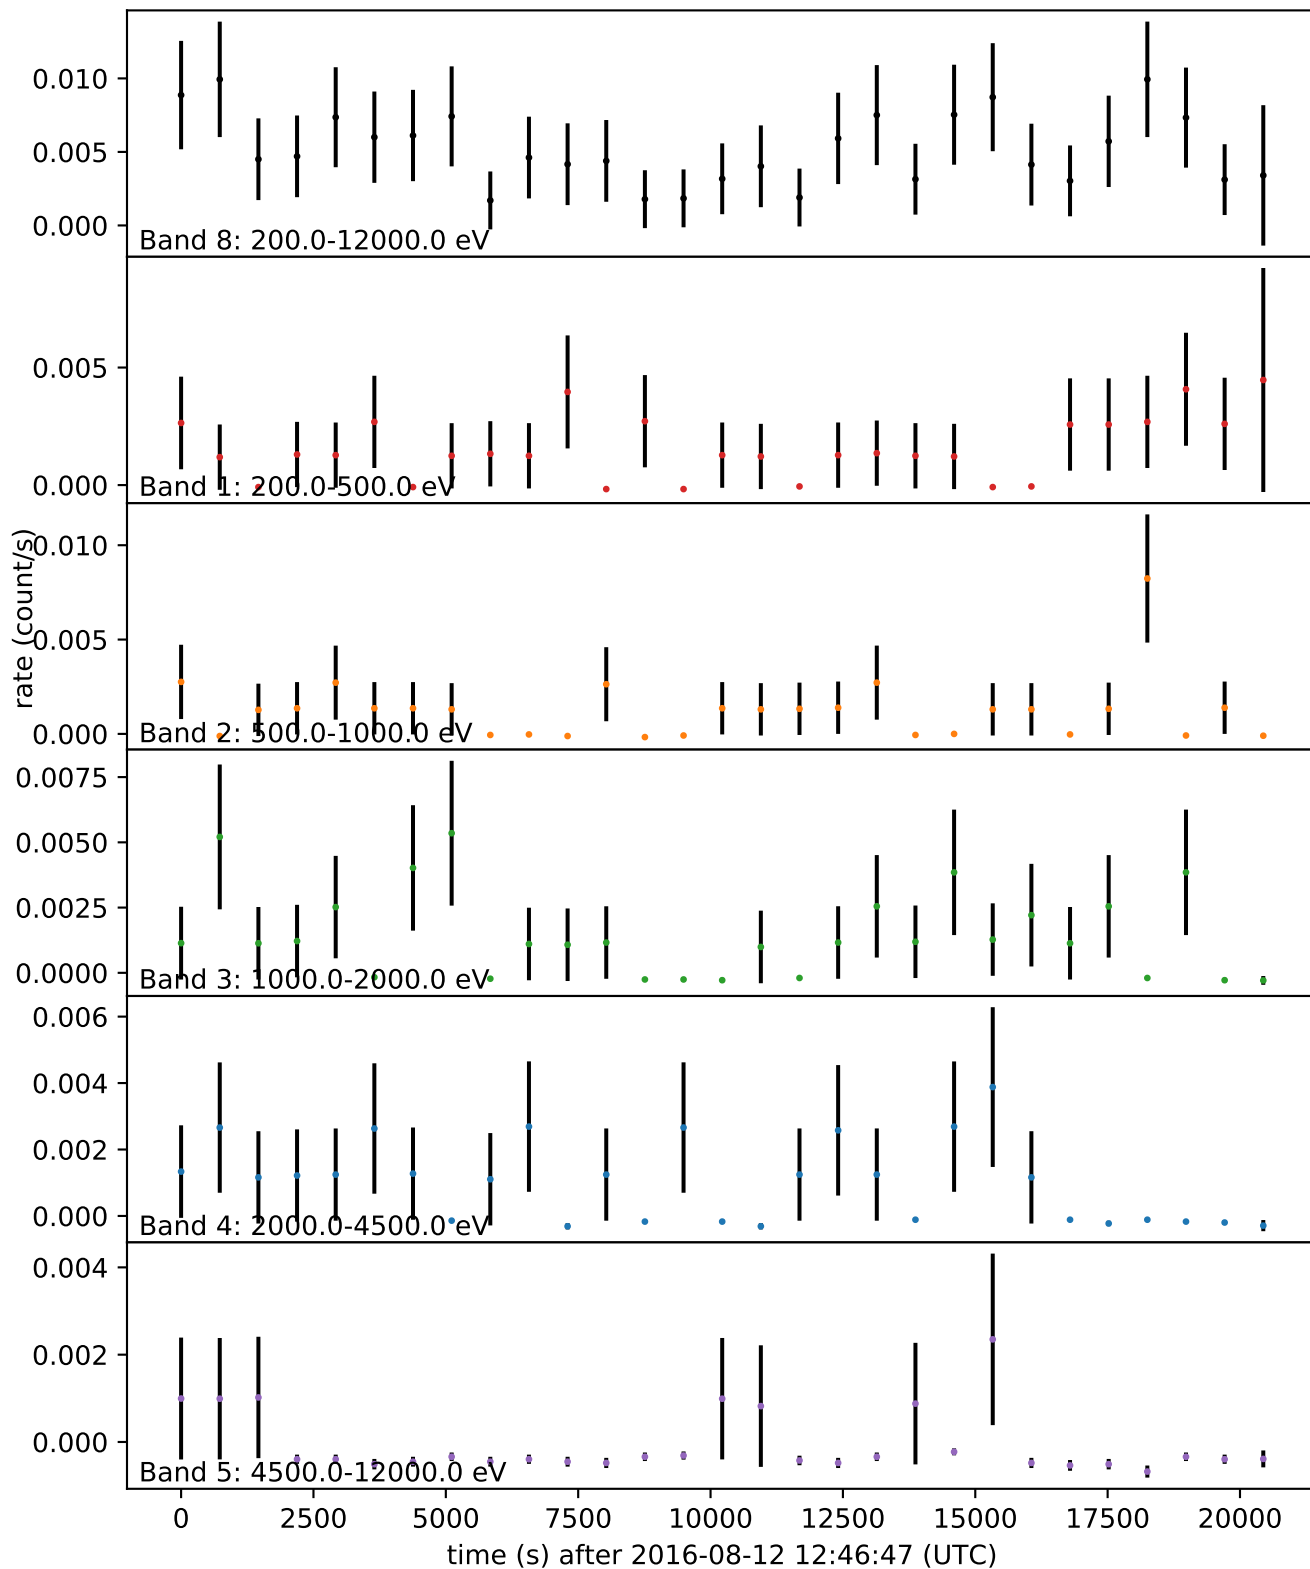 0.010
0.005
0.000
Band 8: 200.0-12000.0 eV
0.005
0.000
Band 1: 200.0-500.0 eV
rate (count/s)
0.010
0.005
0.000
Band 2: 500.0-1000.0 eV
0.0075
0.0050
0.0025
0.0000
Band 3: 1000.0-2000.0 eV
0.006
0.004
0.002
0.000
Band 4: 2000.0-4500.0 eV
0.004
0.002
0.000
Band 5: 4500.0-12000.0 eV
0 2500 5000 7500 10000 12500 15000 17500 20000
time (s) after 2016-08-12 12:46:47 (UTC)